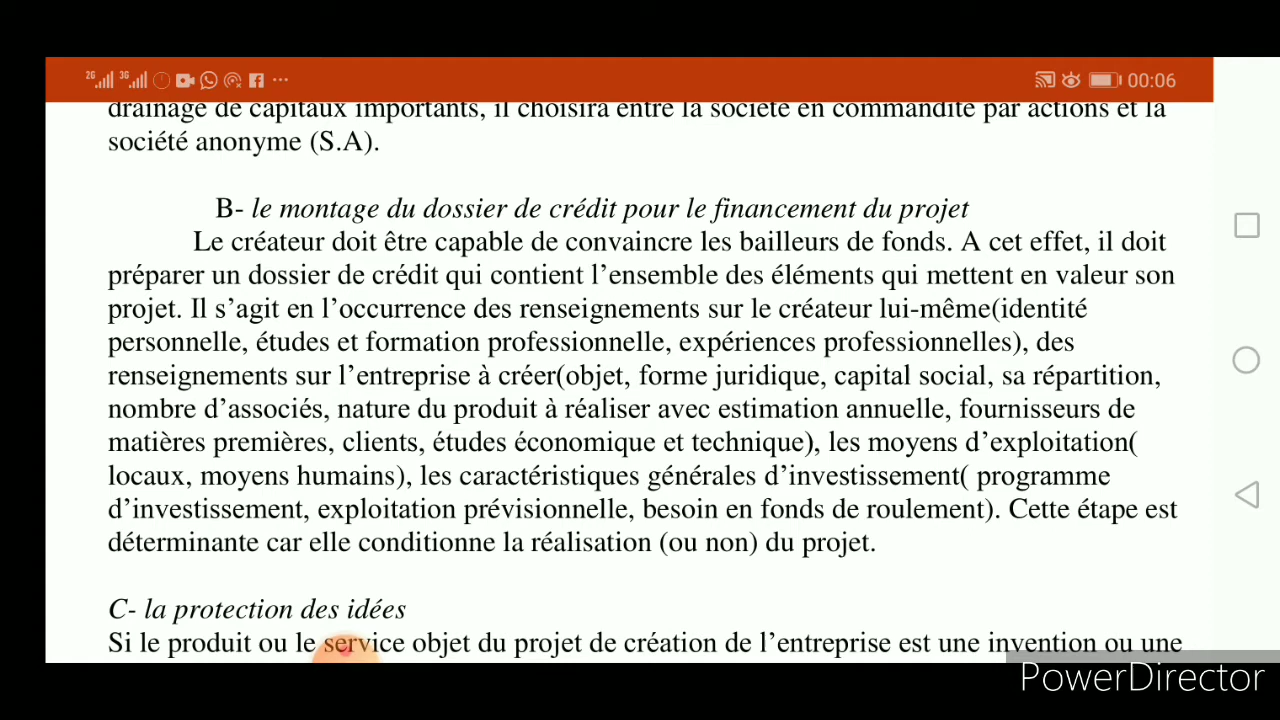 2G 3G 00:06
drainage de capitaux importants, il choisira entre la société en commandite par actions et la
société anonyme (S.A).
B- le montage du dossier de crédit pour le financement du projet
Le créateur doit être capable de convaincre les bailleurs de fonds. A cet effet, il doit
préparer un dossier de crédit qui contient l’ensemble des éléments qui mettent en valeur son
projet. Il s’agit en l’occurrence des renseignements sur le créateur lui-même(identité
personnelle, études et formation professionnelle, expériences professionnelles), des
renseignements sur l’entreprise à créer(objet, forme juridique, capital social, sa répartition,
nombre d’associés, nature du produit à réaliser avec estimation annuelle, fournisseurs de
matières premières, clients, études économique et technique), les moyens d’exploitation(
locaux, moyens humains), les caractéristiques générales d’investissement( programme
d’investissement, exploitation prévisionnelle, besoin en fonds de roulement). Cette étape est
déterminante car elle conditionne la réalisation (ou non) du projet.
C- la protection des idées
Si le produit ou le service objet du projet de création de l’entreprise est une invention ou une
PowerDirector